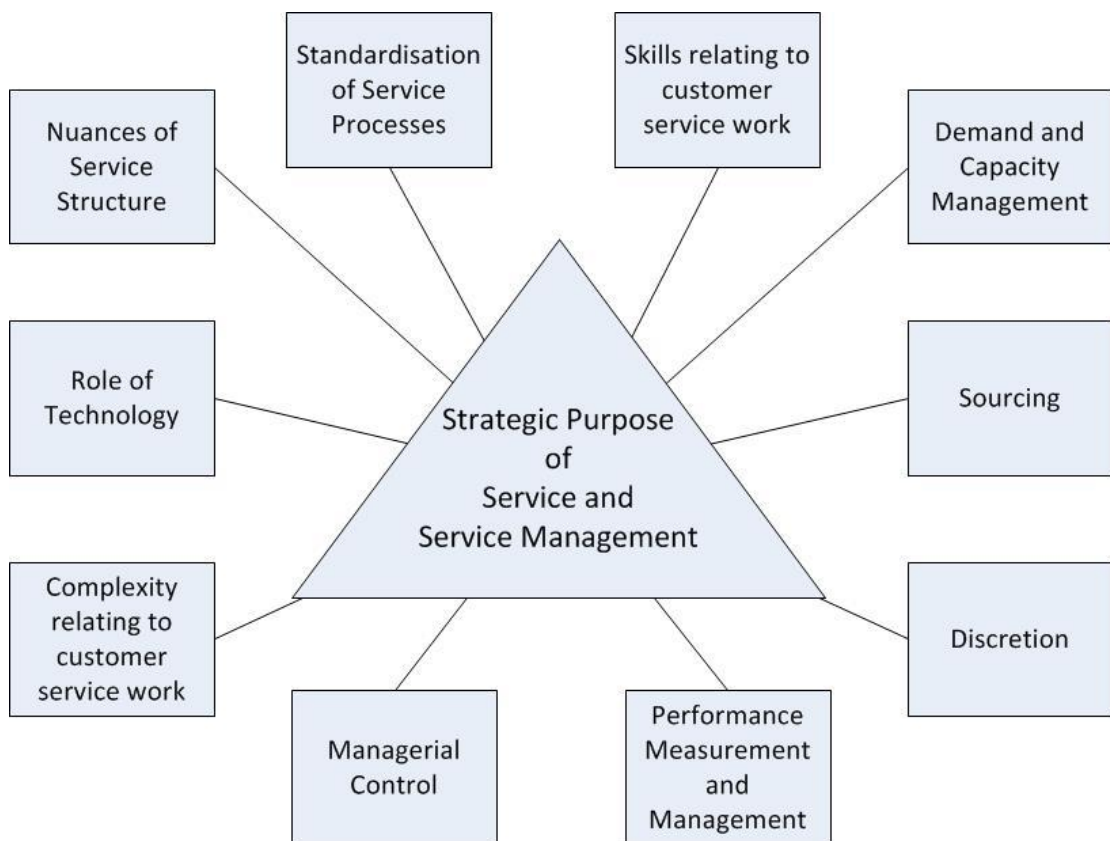 Standardisation
of Service
Processes
Skills relating to
customer
service work
Nuances of
Service
Structure
Demand and
Capacity
Management
Role of
Technology
Strategic Purpose
of
Service and
Service Management
Sourcing
Complexity
relating to
customer
service work
Discretion
Managerial
Control
Performance
Measurement
and
Management